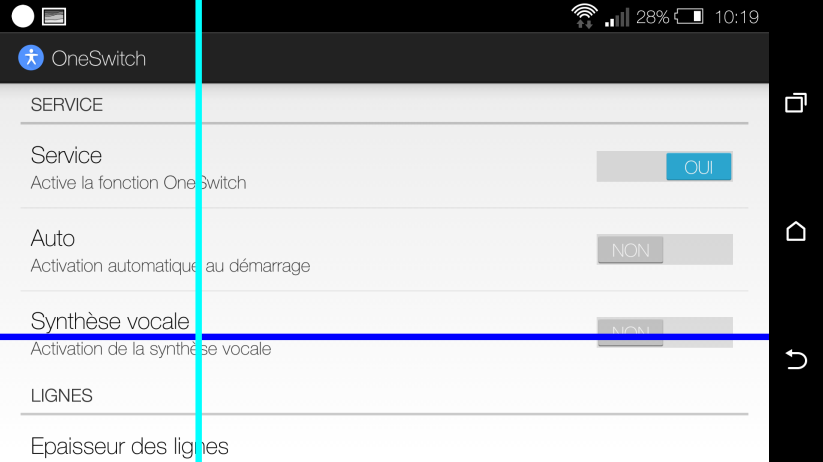 28% 10:19
OneSwitch
SERVICE
Service
Active la fonction OneSwitch
OUI
Auto
Activation automatique au démarrage
NON
Synthèse vocale
Activation de la synthèse vocale
NON
LIGNES
Epaisseur des lignes